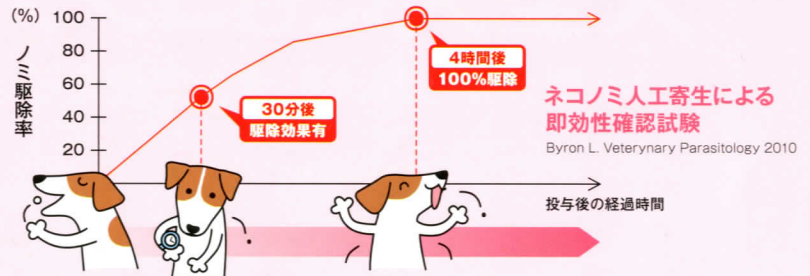 (%)
100
80
60
40
20
ノミ駆除率
30分後
駆除効果有
4時間後
100%駆除
ネコノミ人工寄生による
即効性確認試験
Byron L. Veterynary Parasitology 2010
投与後の経過時間